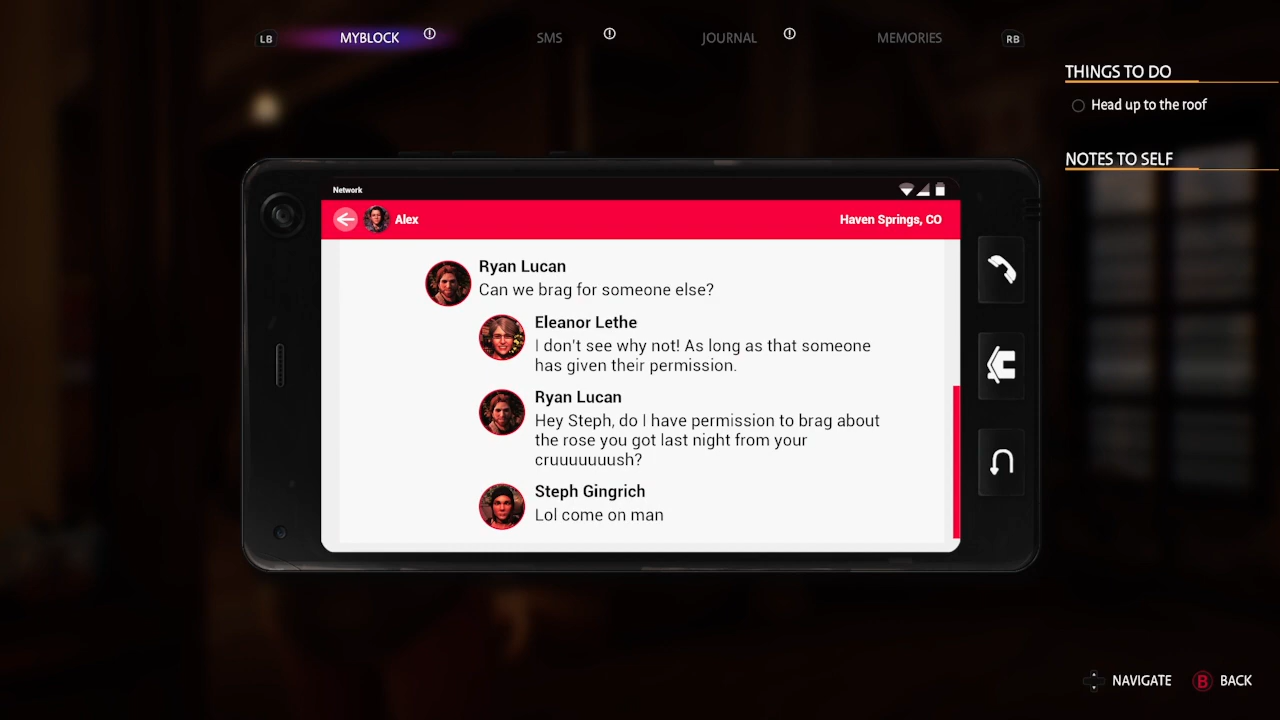 LB
MYBLOCK
SMS
JOURNAL
MEMORIES
RB
THINGS TO DO
Head up to the roof
NOTES TO SELF
Network
Alex
Haven Springs, CO
Ryan Lucan
Can we brag for someone else?
Eleanor Lethe
I don't see why not! As long as that someone
has given their permission.
Ryan Lucan
Hey Steph, do I have permission to brag about
the rose you got last night from your
cruuuuuuush?
Steph Gingrich
Lol come on man
NAVIGATE
B BACK